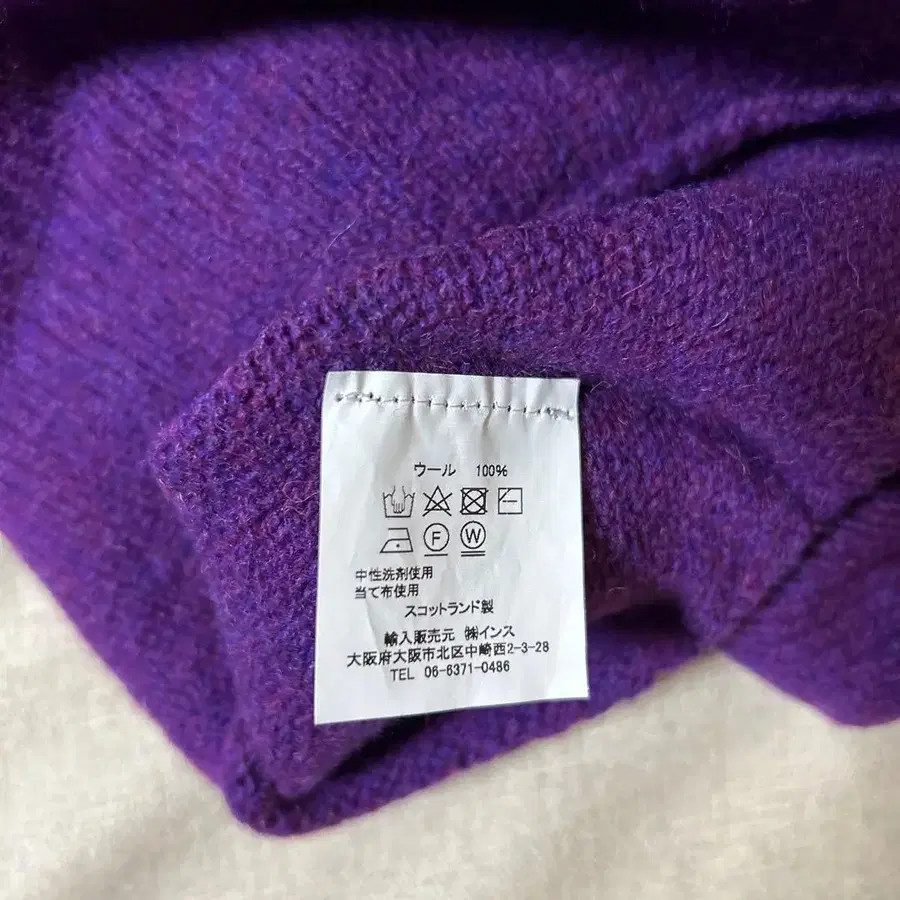 ウール 100%
F W
中性洗剤使用
当て布使用
スコットランド製
輸入販売元 ㈱インス
大阪府大阪市北区中崎西2-3-28
TEL 06-6371-0486